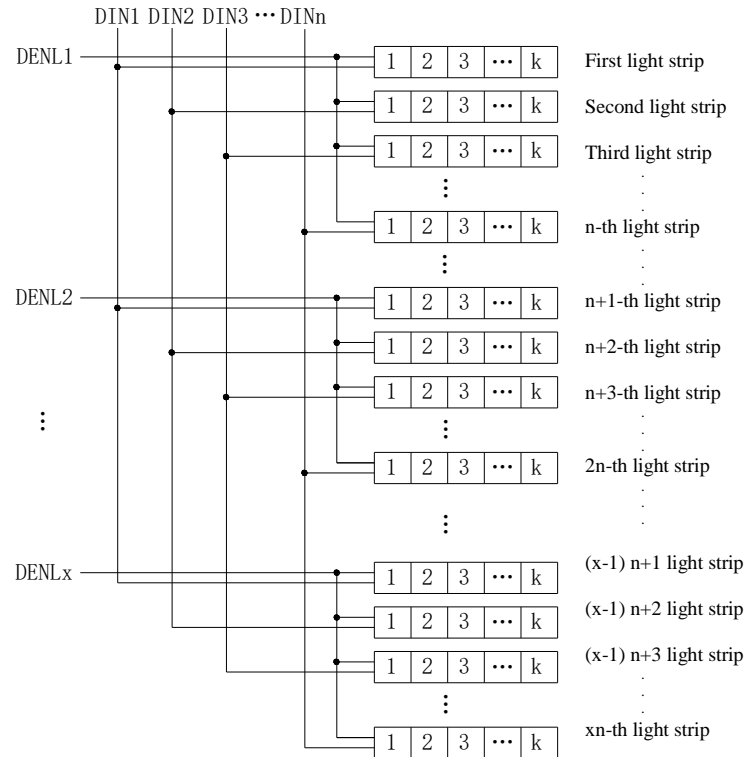 DIN1 DIN2 DIN3 ··· DINn
DENL1 1 2 3 ··· k First light strip
1 2 3 ··· k Second light strip
1 2 3 ··· k Third light strip
1 2 3 ··· k n-th light strip
DENL2 1 2 3 ··· k n+1-th light strip
1 2 3 ··· k n+2-th light strip
1 2 3 ··· k n+3-th light strip
1 2 3 ··· k 2n-th light strip
DENLx 1 2 3 ··· k (x-1) n+1 light strip
1 2 3 ··· k (x-1) n+2 light strip
1 2 3 ··· k (x-1) n+3 light strip
1 2 3 ··· k xn-th light strip